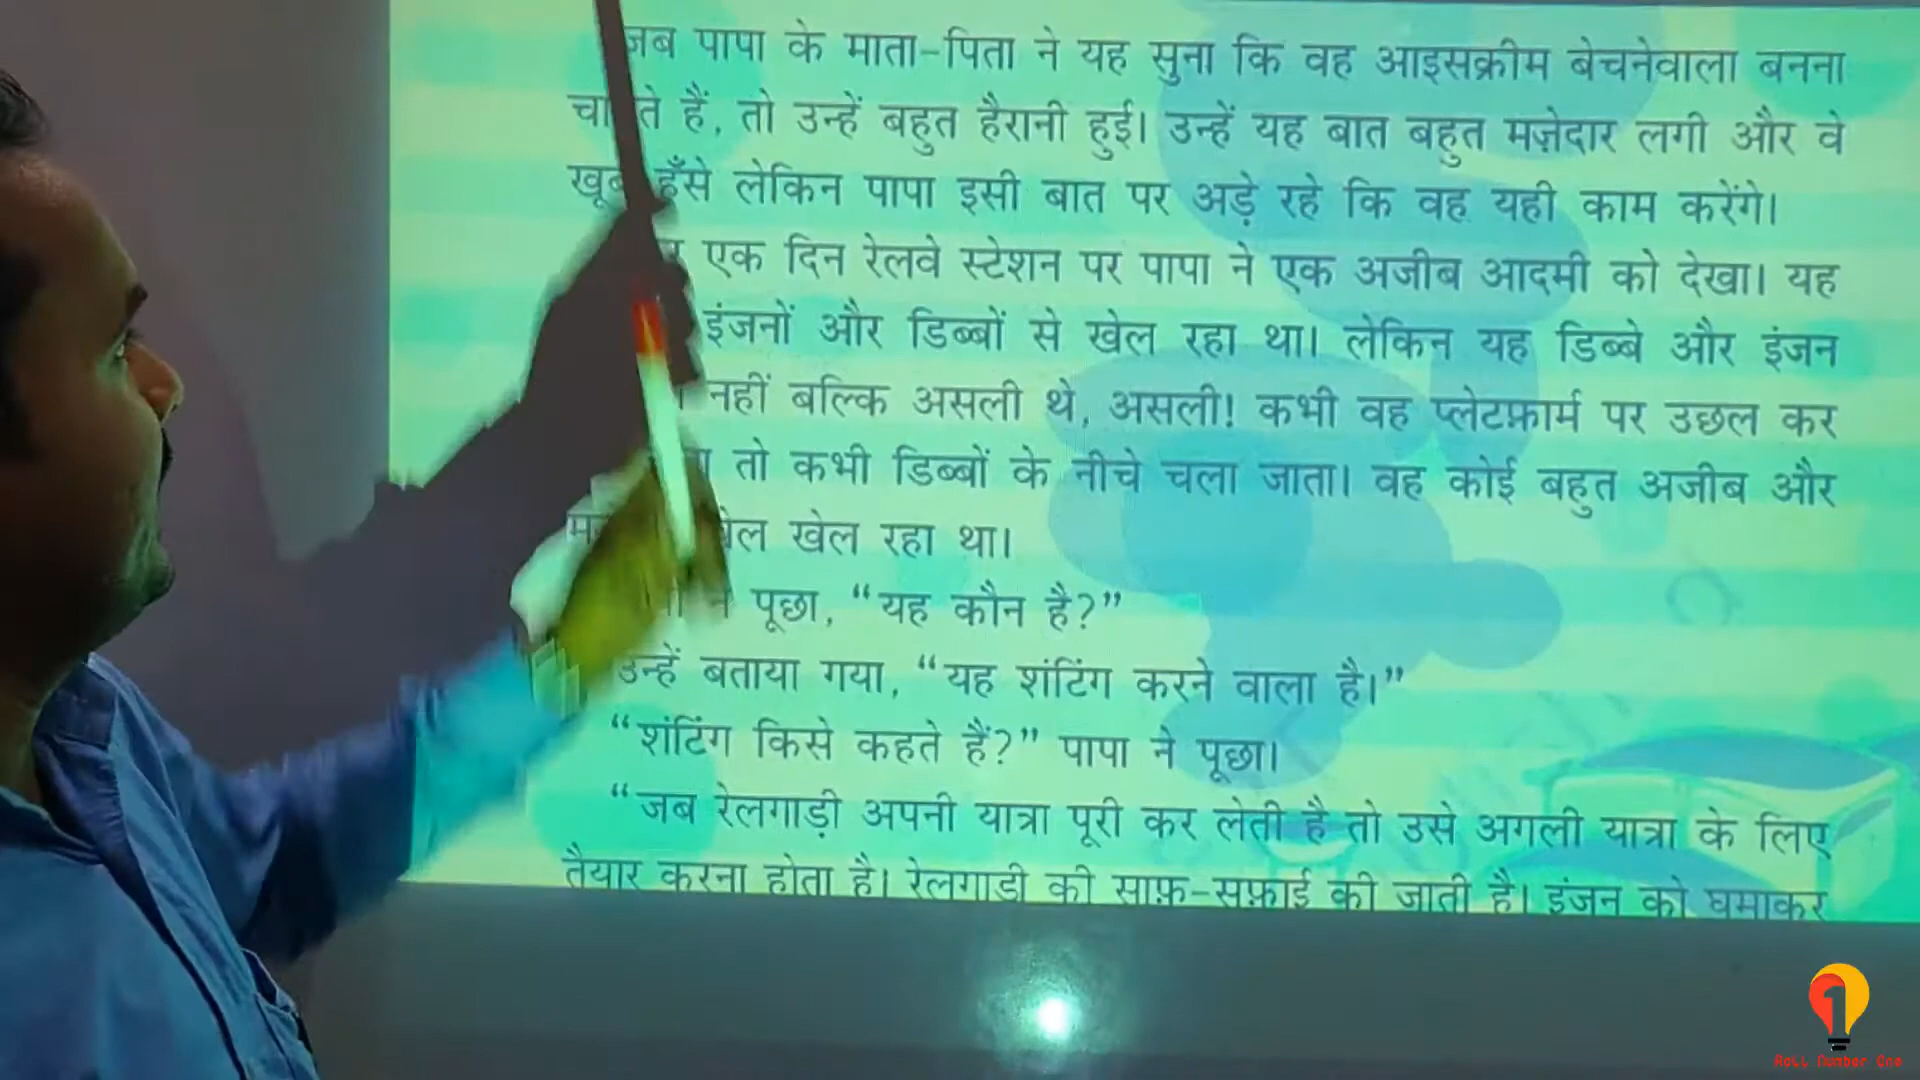 जब पापा के माता-पिता ने यह सुना कि वह आइसक्रीम बेचनेवाला बनना
हैं, तो उन्हें बहुत हैरानी हुई। उन्हें यह बात बहुत मज़ेदार लगी और वे
हँसे लेकिन पापा इसी बात पर अड़े रहे कि वह यही काम करेंगे।
एक दिन रेलवे स्टेशन पर पापा ने एक अजीब आदमी को देखा। यह
इंजनों और डिब्बों से खेल रहा था। लेकिन यह डिब्बे और इंजन
नहीं बल्कि असली थे, असली! कभी वह प्लेटफ़ार्म पर उछल कर
तो कभी डिब्बों के नीचे चला जाता। वह कोई बहुत अजीब और
खेल रहा था।
पूछा, “यह कौन है?”
उन्हें बताया गया, “यह शंटिंग करने वाला है।”
“शंटिंग किसे कहते हैं?” पापा ने पूछा।
“जब रेलगाड़ी अपनी यात्रा पूरी कर लेती है तो उसे अगली यात्रा के लिए
तैयार करना होता है। रेलगाड़ी की साफ़-सफ़ाई की जाती है। इंजन को घुमाकर
1
Roll Number One